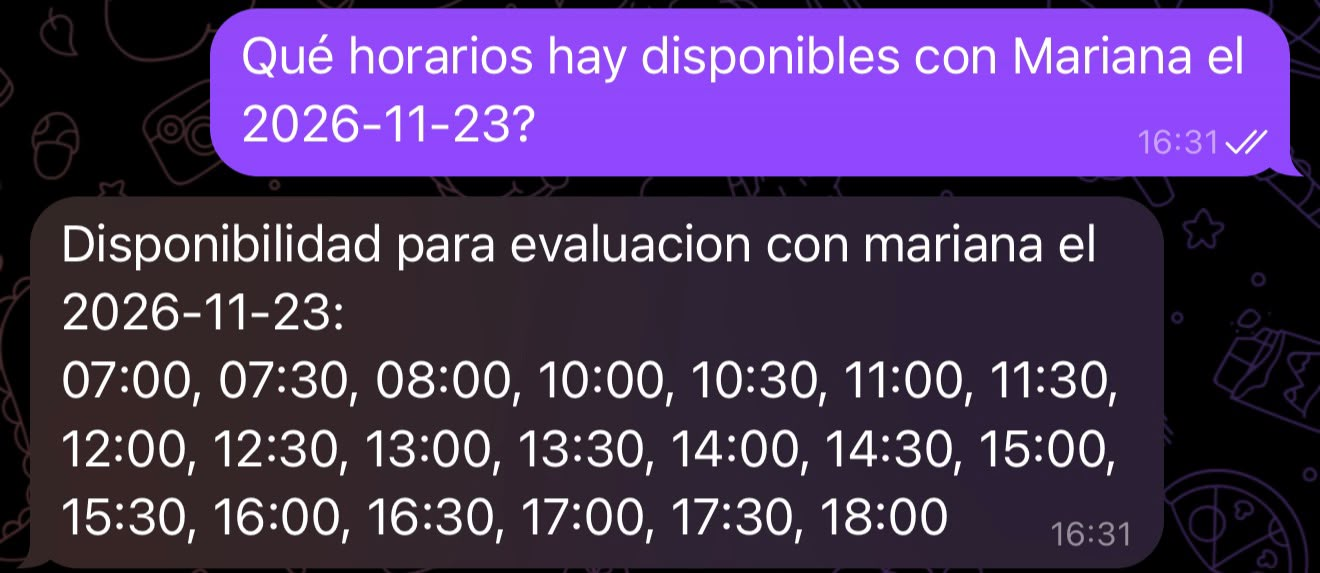 Qué horarios hay disponibles con Mariana el
2026-11-23?
16:31
Disponibilidad para evaluacion con mariana el
2026-11-23:
07:00, 07:30, 08:00, 10:00, 10:30, 11:00, 11:30,
12:00, 12:30, 13:00, 13:30, 14:00, 14:30, 15:00,
15:30, 16:00, 16:30, 17:00, 17:30, 18:00
16:31